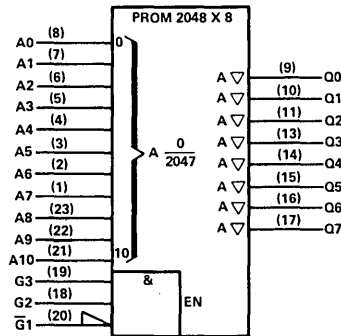 PROM 2048 X 8
A0 (8) 0
A1 (7)
A2 (6)
A3 (5)
A4 (4)
A5 (3)
A6 (2)
A7 (1)
A8 (23)
A9 (22)
A10 (21) 10
G3 (19) &
G2 (18) EN
G̅1 (20)
A 0/2047
A ▽ (9) Q0
A ▽ (10) Q1
A ▽ (11) Q2
A ▽ (13) Q3
A ▽ (14) Q4
A ▽ (15) Q5
A ▽ (16) Q6
A ▽ (17) Q7